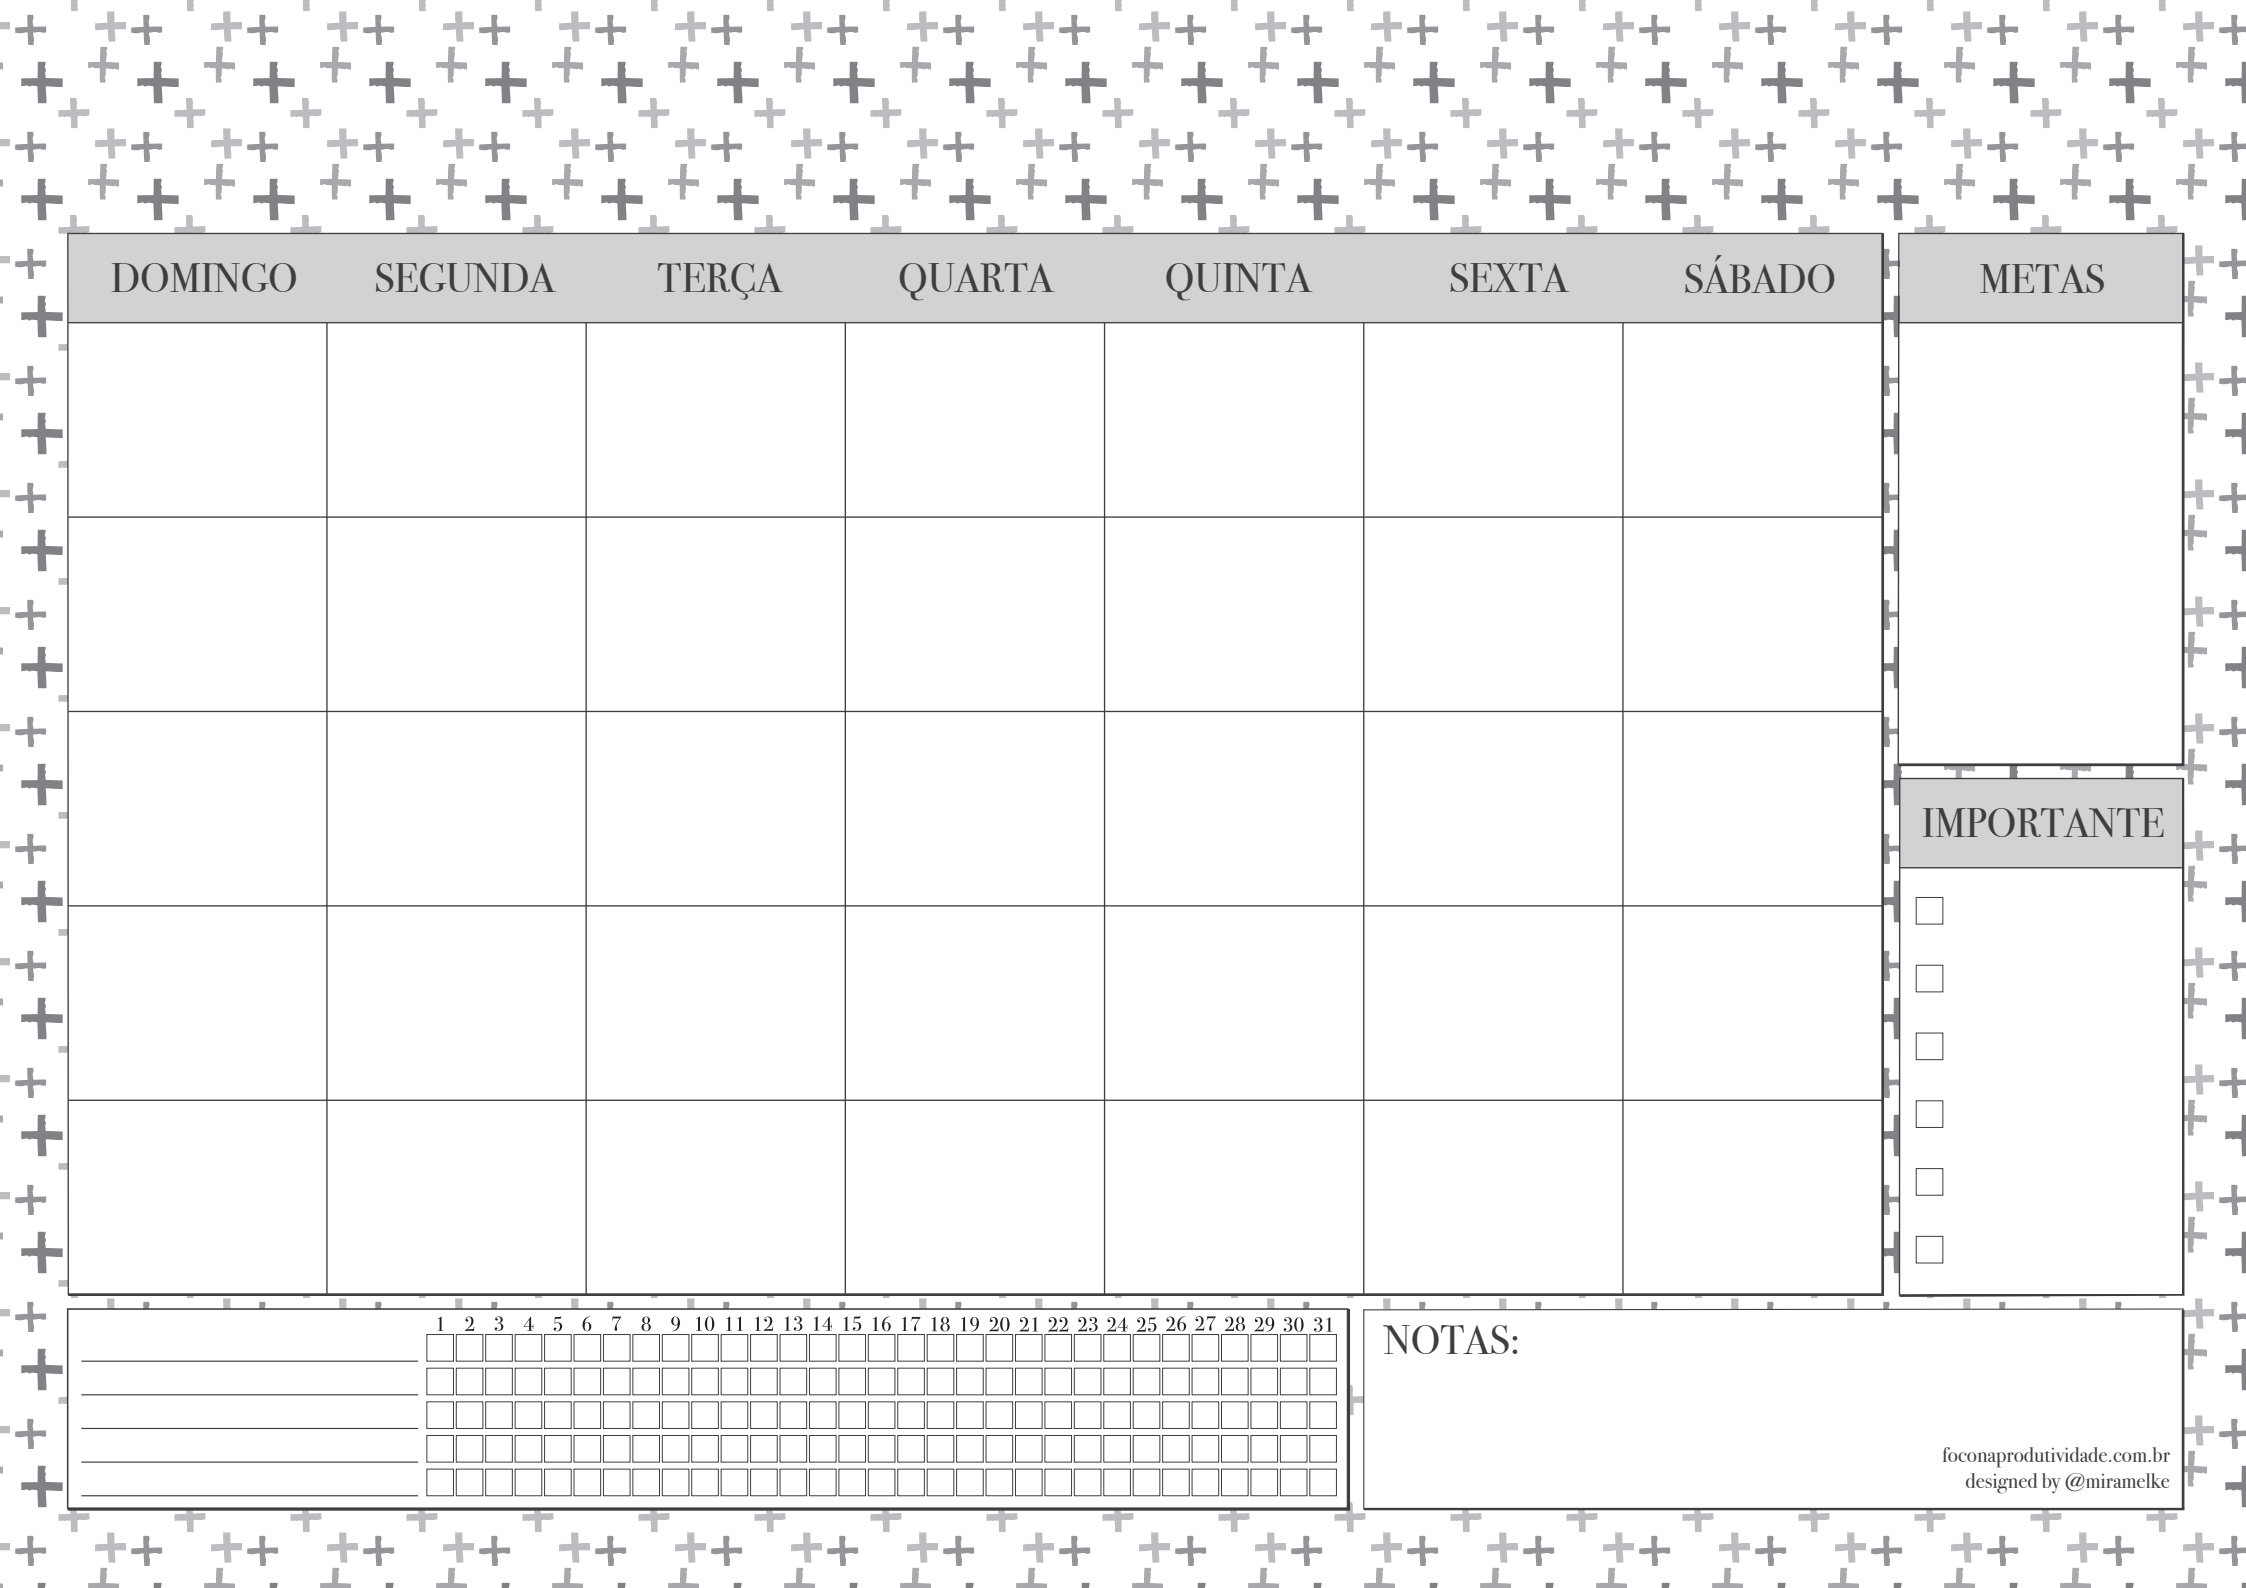 DOMINGO SEGUNDA TERÇA QUARTA QUINTA SEXTA SÁBADO
METAS
IMPORTANTE
1 2 3 4 5 6 7 8 9 10 11 12 13 14 15 16 17 18 19 20 21 22 23 24 25 26 27 28 29 30 31
NOTAS:
foconaprodutividade.com.br
designed by @miramelke